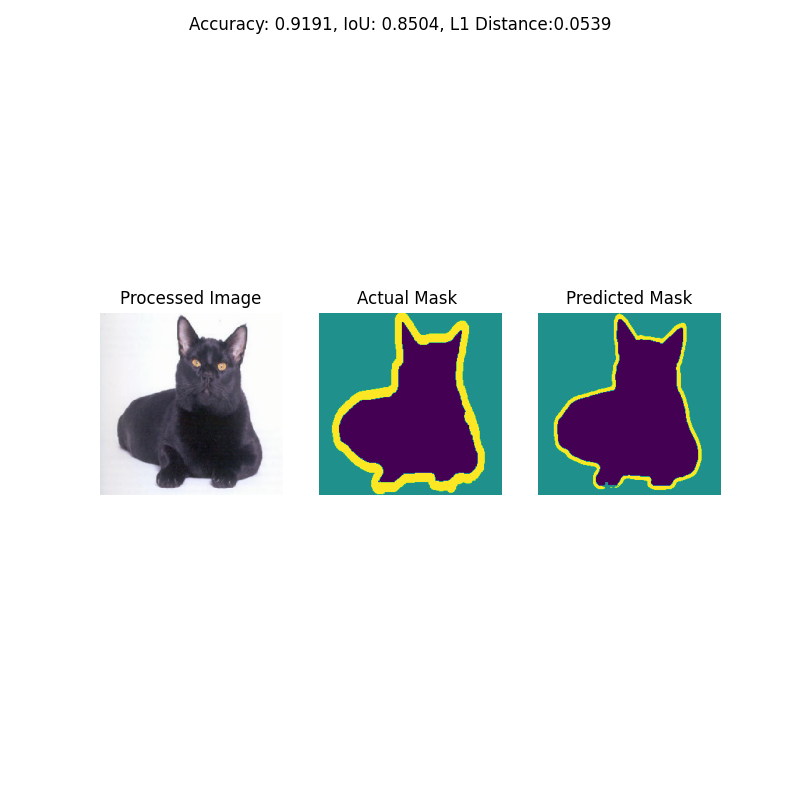 Accuracy: 0.9191, IoU: 0.8504, L1 Distance:0.0539
Processed Image
Actual Mask
Predicted Mask